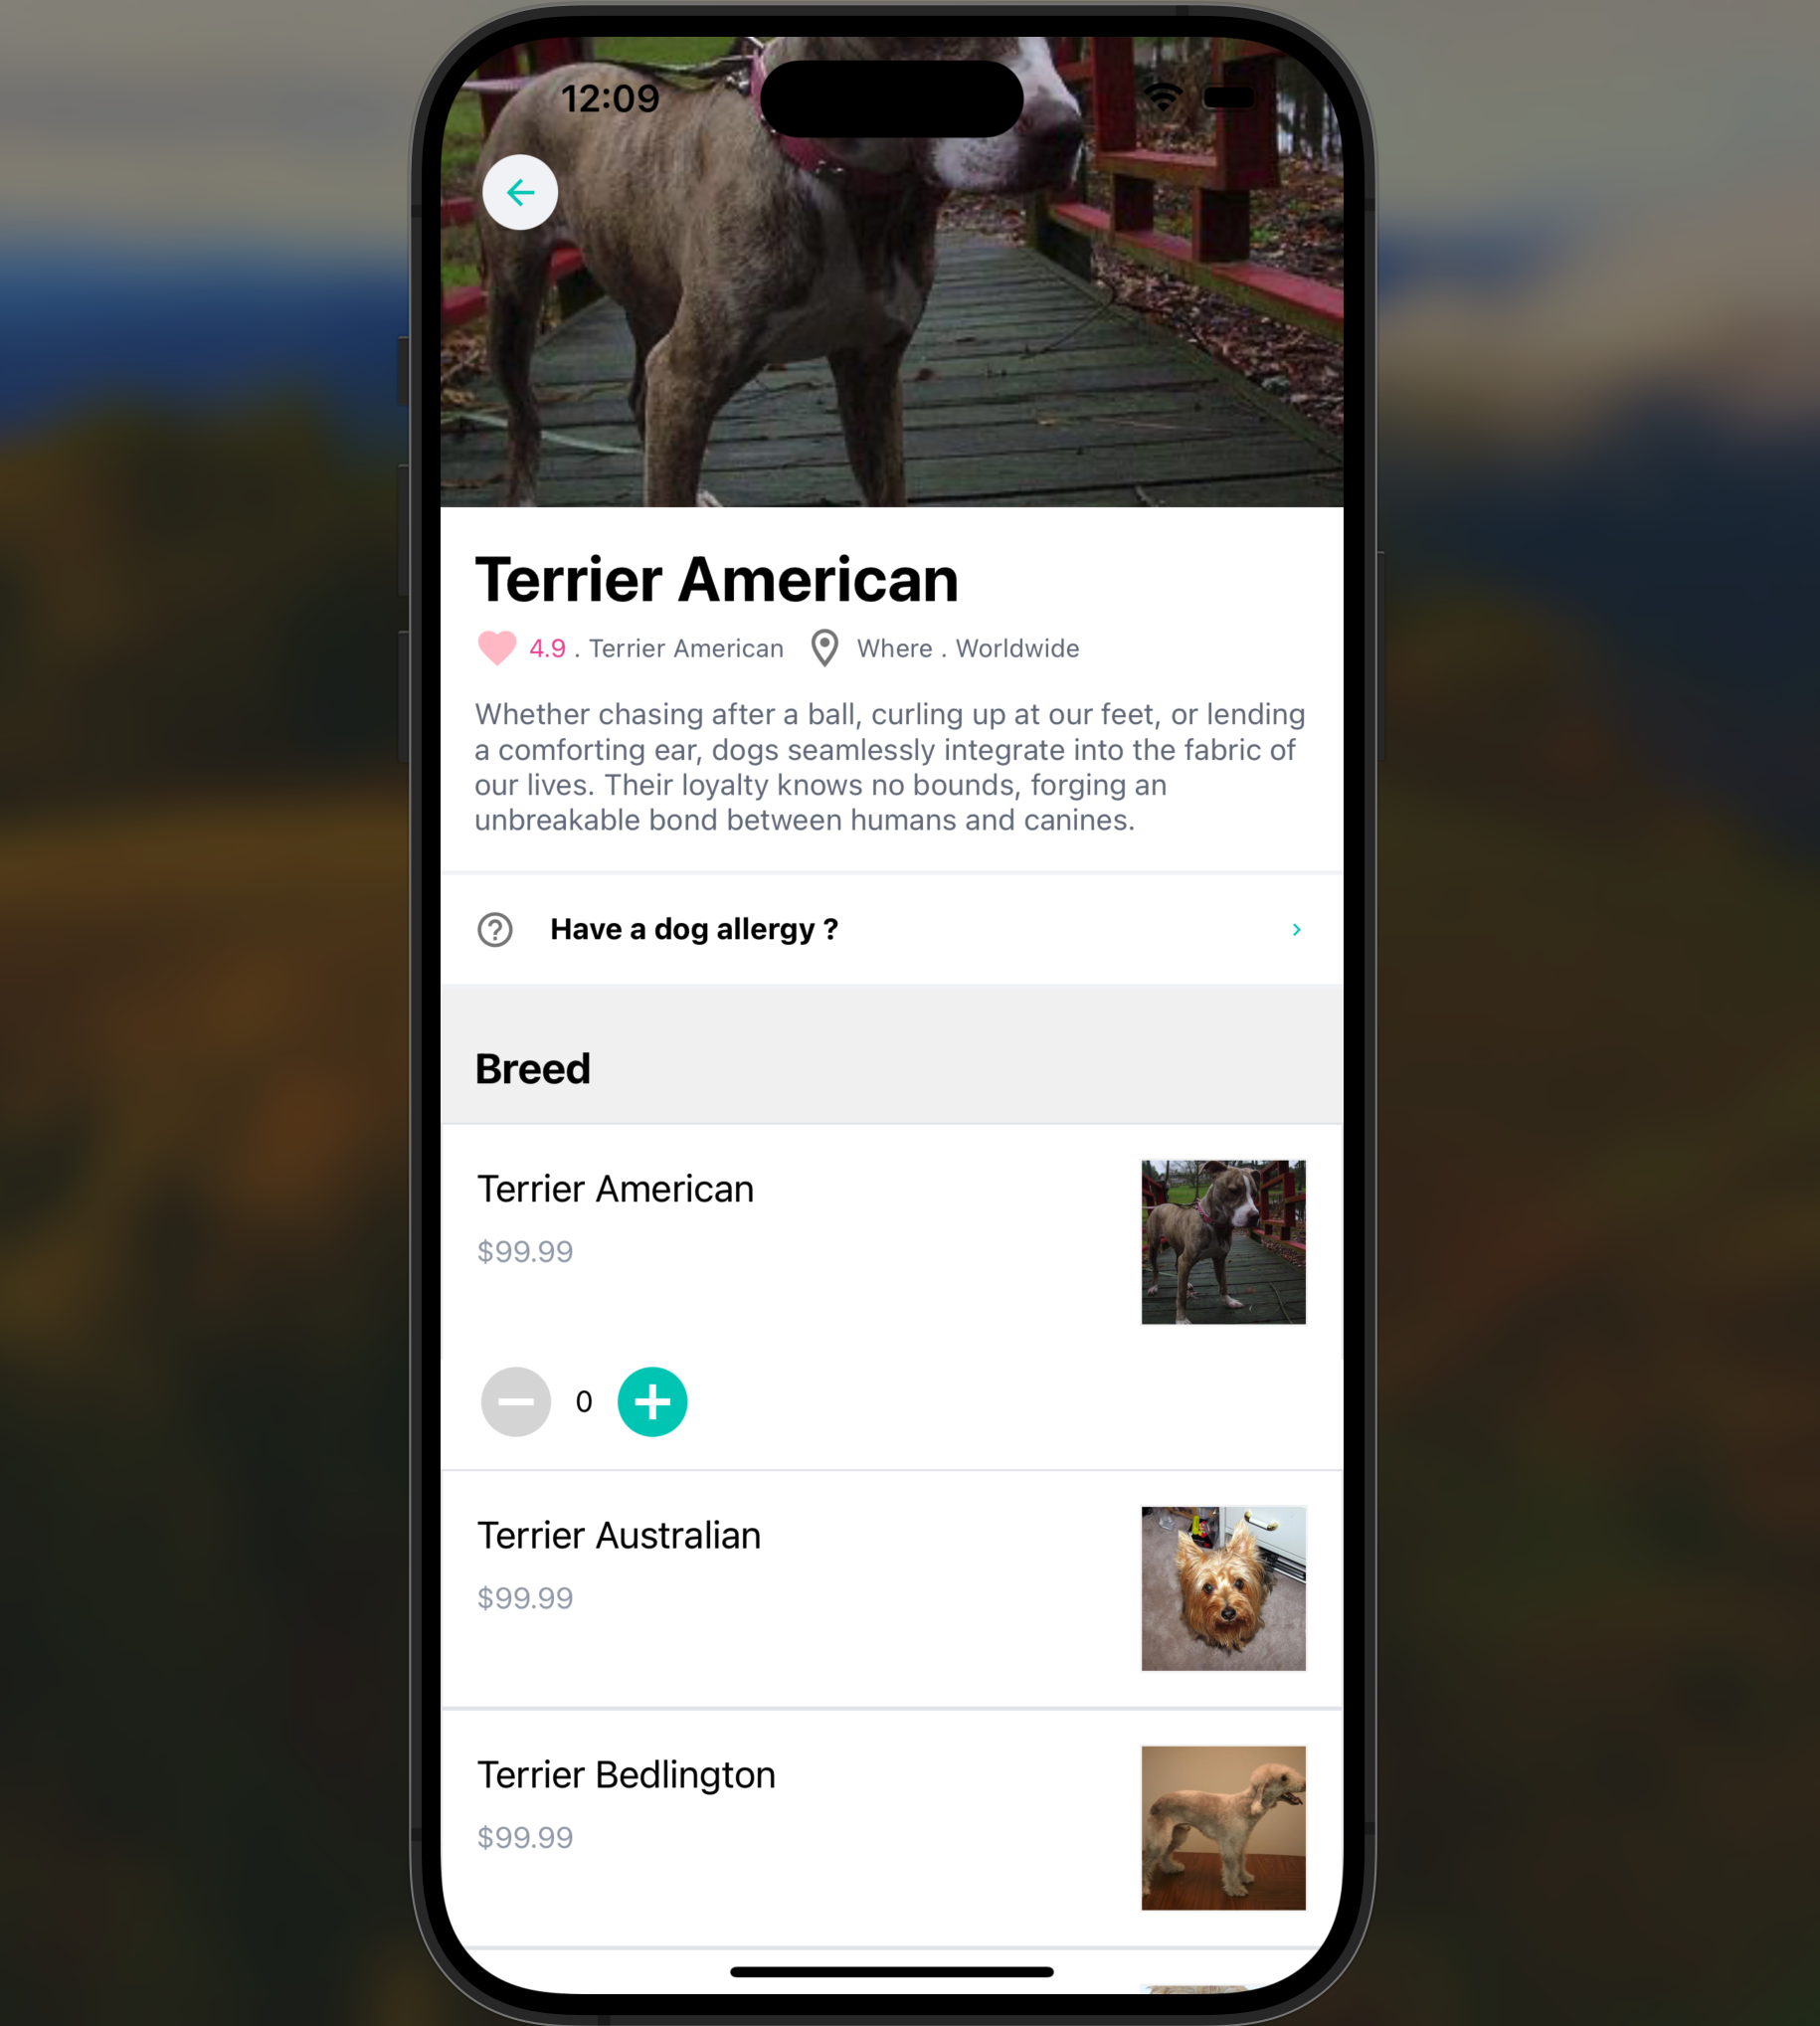 12:09
Terrier American
4.9 . Terrier American Where . Worldwide
Whether chasing after a ball, curling up at our feet, or lending
a comforting ear, dogs seamlessly integrate into the fabric of
our lives. Their loyalty knows no bounds, forging an
unbreakable bond between humans and canines.
Have a dog allergy ?
Breed
Terrier American
$99.99
0
Terrier Australian
$99.99
Terrier Bedlington
$99.99